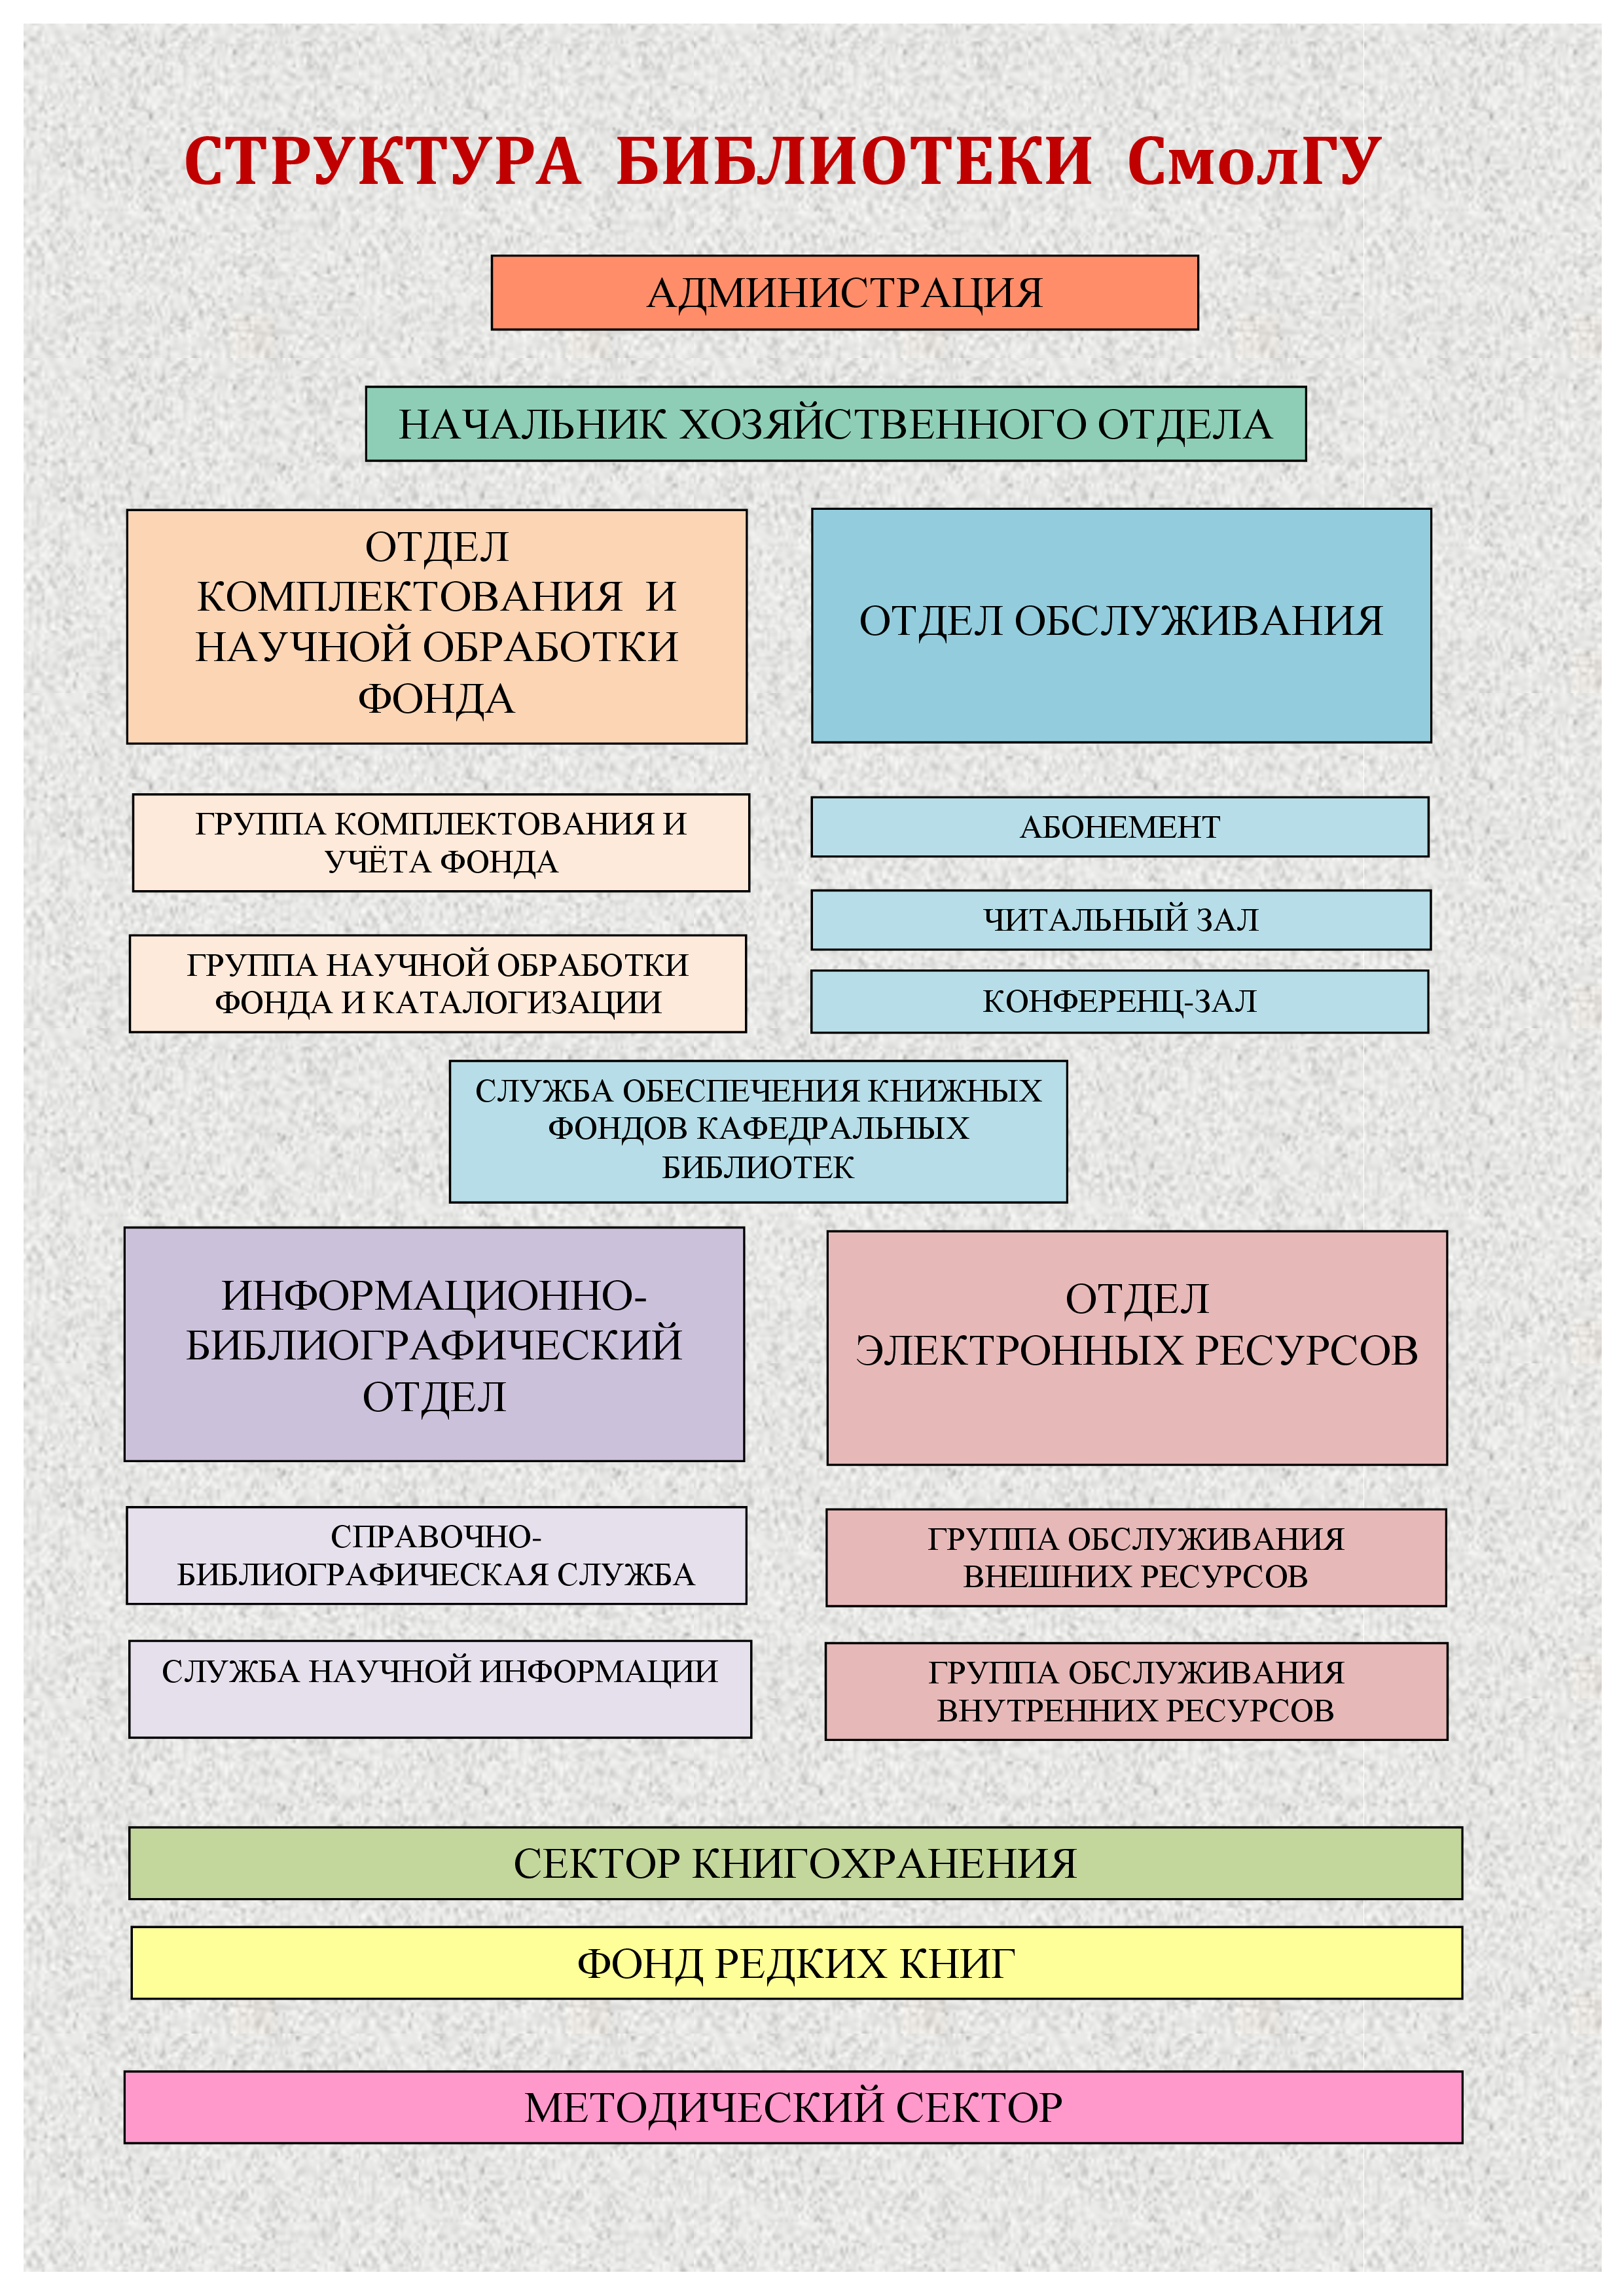 СТРУКТУРА БИБЛИОТЕКИ СмолГУ
АДМИНИСТРАЦИЯ
НАЧАЛЬНИК ХОЗЯЙСТВЕННОГО ОТДЕЛА
ОТДЕЛ
КОМПЛЕКТОВАНИЯ И
НАУЧНОЙ ОБРАБОТКИ
ФОНДА
ОТДЕЛ ОБСЛУЖИВАНИЯ
ГРУППА КОМПЛЕКТОВАНИЯ И
УЧЁТА ФОНДА
ГРУППА НАУЧНОЙ ОБРАБОТКИ
ФОНДА И КАТАЛОГИЗАЦИИ
АБОНЕМЕНТ
ЧИТАЛЬНЫЙ ЗАЛ
КОНФЕРЕНЦ-ЗАЛ
СЛУЖБА ОБЕСПЕЧЕНИЯ КНИЖНЫХ
ФОНДОВ КАФЕДРАЛЬНЫХ
БИБЛИОТЕК
ИНФОРМАЦИОННО-
БИБЛИОГРАФИЧЕСКИЙ
ОТДЕЛ
ОТДЕЛ
ЭЛЕКТРОННЫХ РЕСУРСОВ
СПРАВОЧНО-
БИБЛИОГРАФИЧЕСКАЯ СЛУЖБА
СЛУЖБА НАУЧНОЙ ИНФОРМАЦИИ
ГРУППА ОБСЛУЖИВАНИЯ
ВНЕШНИХ РЕСУРСОВ
ГРУППА ОБСЛУЖИВАНИЯ
ВНУТРЕННИХ РЕСУРСОВ
СЕКТОР КНИГОХРАНЕНИЯ
ФОНД РЕДКИХ КНИГ
МЕТОДИЧЕСКИЙ СЕКТОР